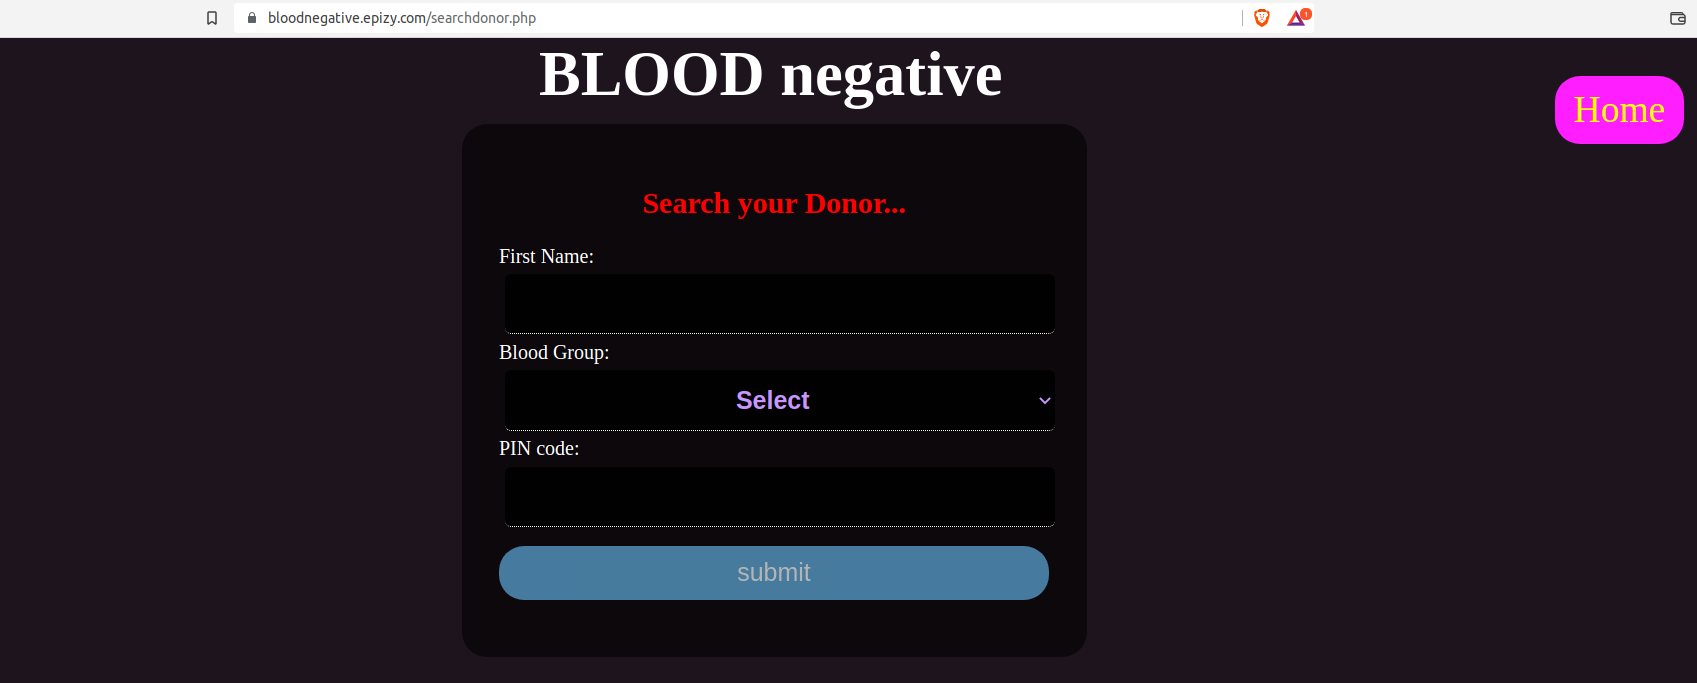 bloodnegative.epizy.com/searchdonor.php
1
BLOOD negative
Home
Search your Donor...
First Name:
Blood Group:
Select
PIN code:
submit